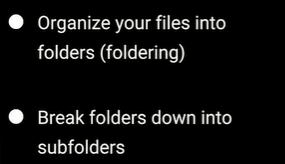 ● Organize your files into
folders (foldering)
● Break folders down into
subfolders